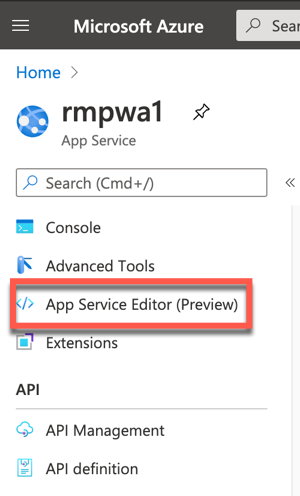 Microsoft Azure
Sear
Home
rmpwa1
App Service
Search (Cmd+/)
Console
Advanced Tools
App Service Editor (Preview)
Extensions
API
API Management
API definition